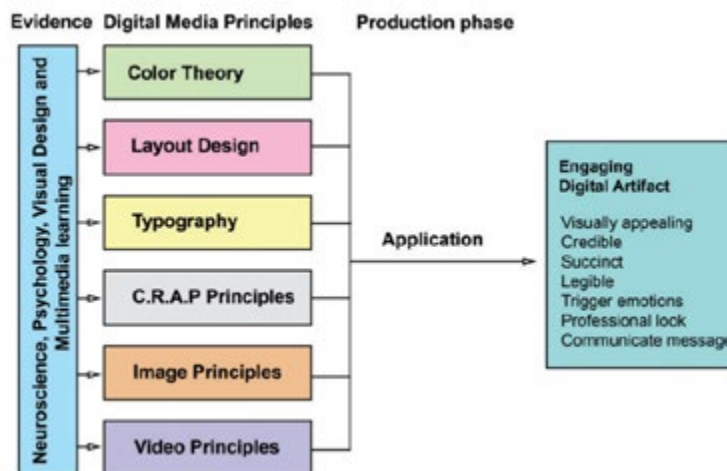 Evidence
Digital Media Principles
Production phase
Neuroscience, Psychology, Visual Design and
Multimedia learning
Color Theory
Layout Design
Typography
C.R.A.P Principles
Image Principles
Video Principles
Application
Engaging
Digital Artifact
Visually appealing
Credible
Succinct
Legible
Trigger emotions
Professional lock
Communicate message